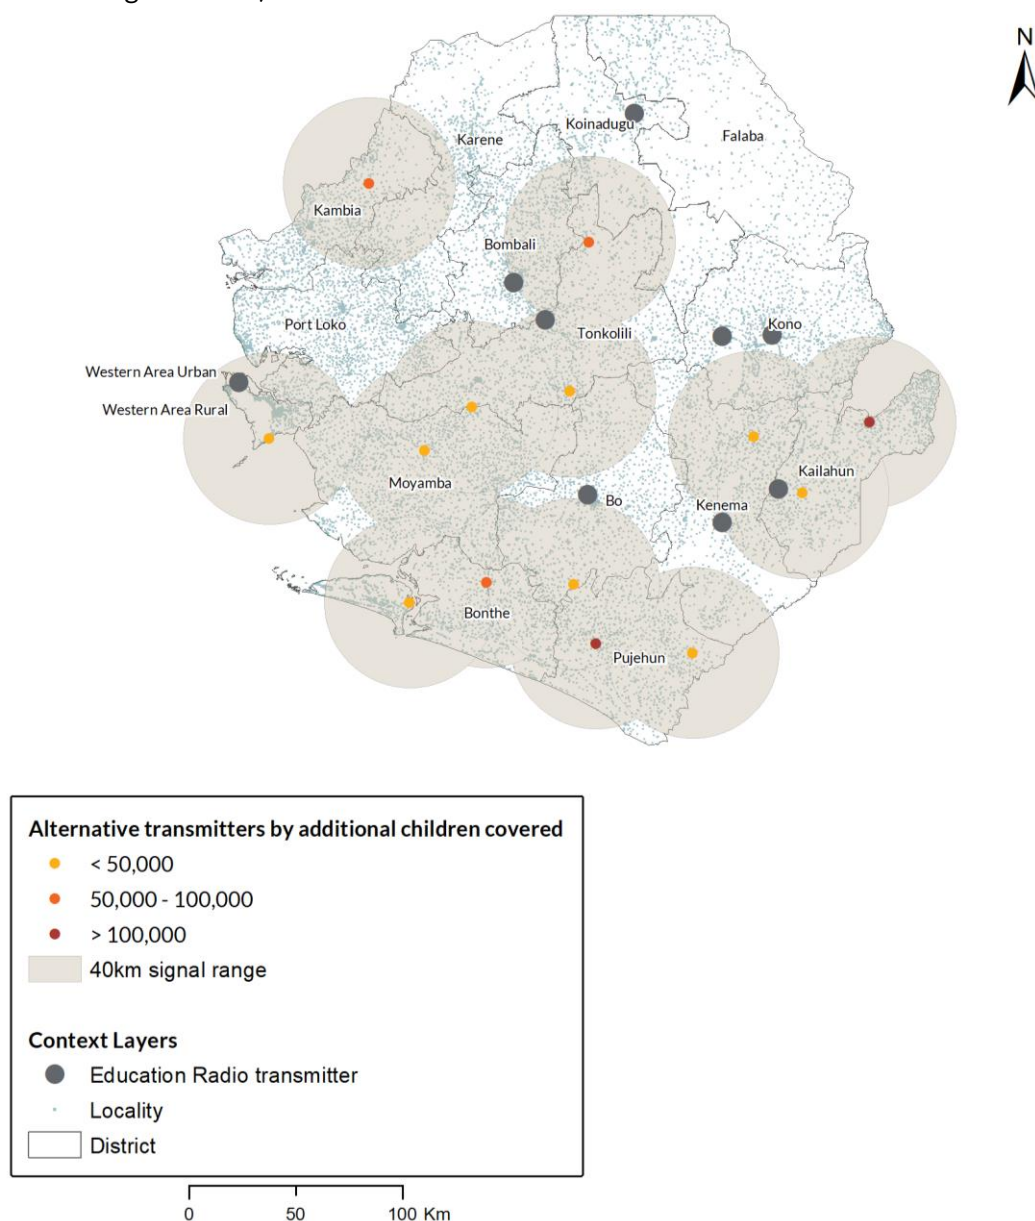 N
Koinadugu
Karene
Falaba
Kambia
Bombali
Port Loko
Kono
Tonkolili
Western Area Urban
Western Area Rural
Kailahun
Moyamba
Bo
Kenema
Bonthe
Pujehun
Alternative transmitters by additional children covered
< 50,000
50,000 - 100,000
> 100,000
40km signal range
Context Layers
Education Radio transmitter
Locality
District
0 50 100 Km